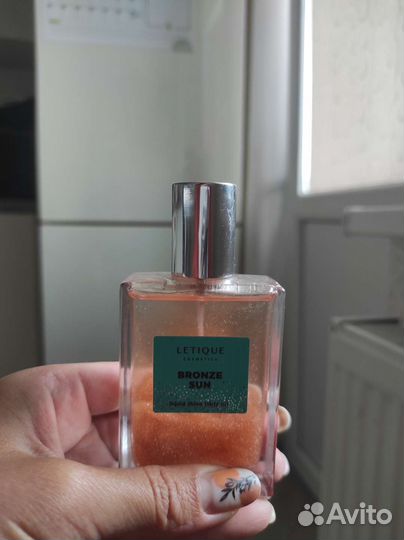 LETIQUE
COSMETICS
BRONZE
SUN
Avito